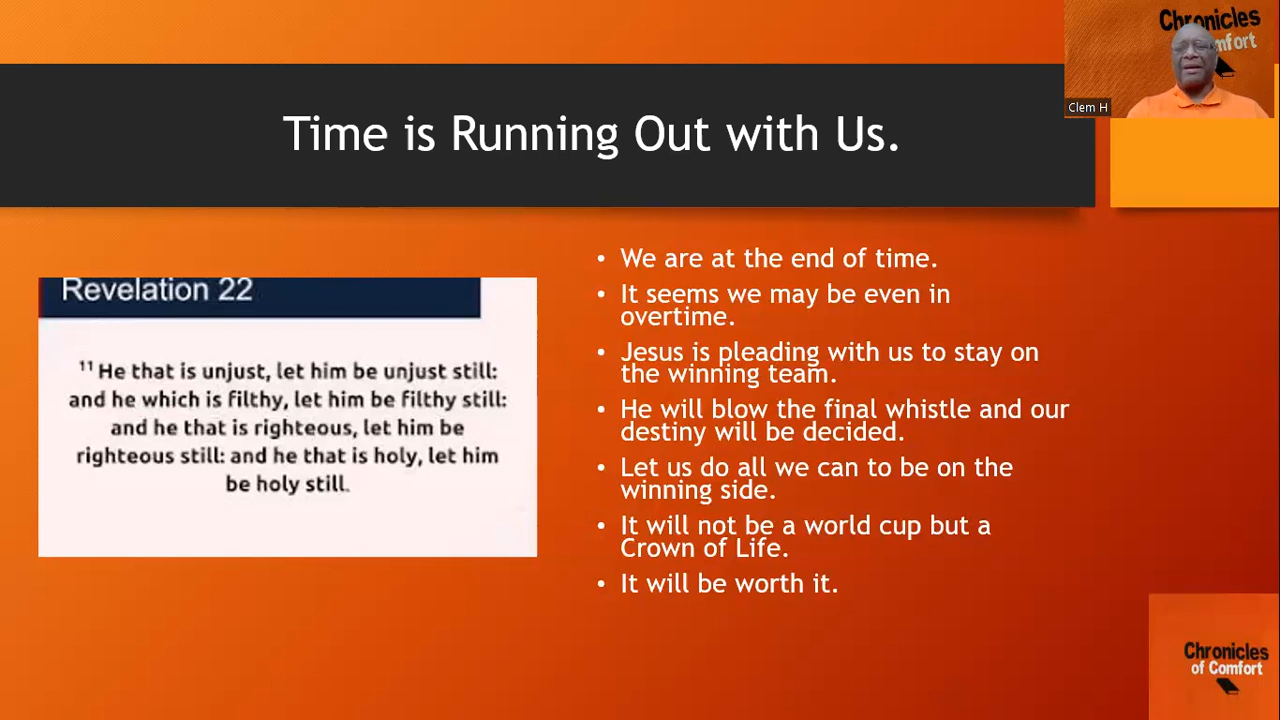 Chronicles
of Comfort
Clem H
Time is Running Out with Us.
Revelation 22
11 He that is unjust, let him be unjust still:
and he which is filthy, let him be filthy still:
and he that is righteous, let him be
righteous still: and he that is holy, let him
be holy still.
• We are at the end of time.
• It seems we may be even in
overtime.
• Jesus is pleading with us to stay on
the winning team.
• He will blow the final whistle and our
destiny will be decided.
• Let us do all we can to be on the
winning side.
• It will not be a world cup but a
Crown of Life.
• It will be worth it.
Chronicles
of Comfort